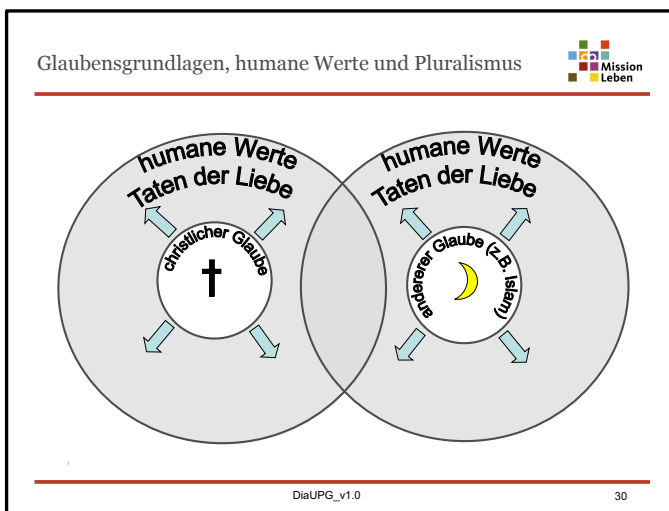 Glaubensgrundlagen, humane Werte und Pluralismus
Mission
Leben
humane Werte
Taten der Liebe
christlicher Glaube
humane Werte
Taten der Liebe
andererer Glaube (z.B. Islam)
DiaUPG_v1.0
30